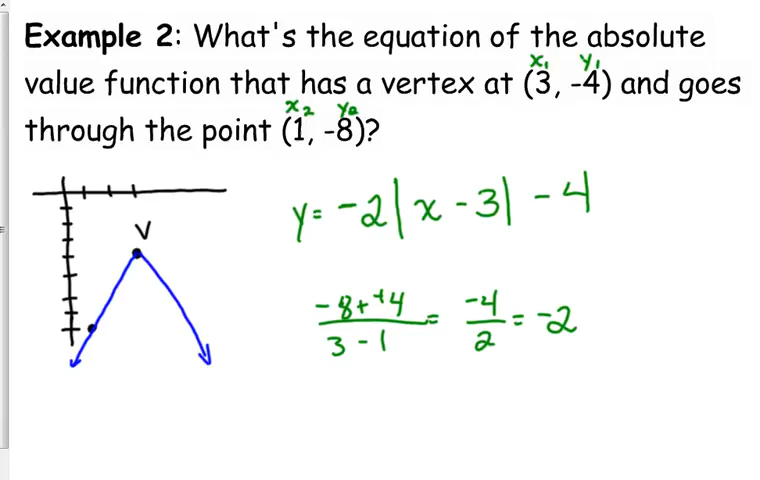 Example 2: What's the equation of the absolute
x₁ y₁
value function that has a vertex at (3, -4) and goes
x₂ y₂
through the point (1, -8)?
V
y = -2|x - 3| - 4
-8 + +4 / 3 - 1 = -4 / 2 = -2